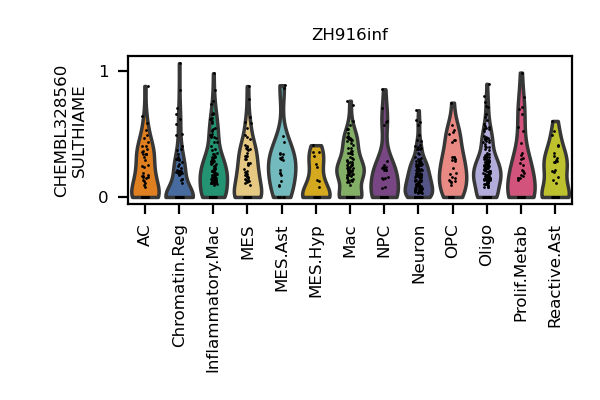 ZH916inf
CHEMBL328560
SULTHIAME
1
0
AC
Chromatin.Reg
Inflammatory.Mac
MES
MES.Ast
MES.Hyp
Mac
NPC
Neuron
OPC
Oligo
Prolif.Metab
Reactive.Ast